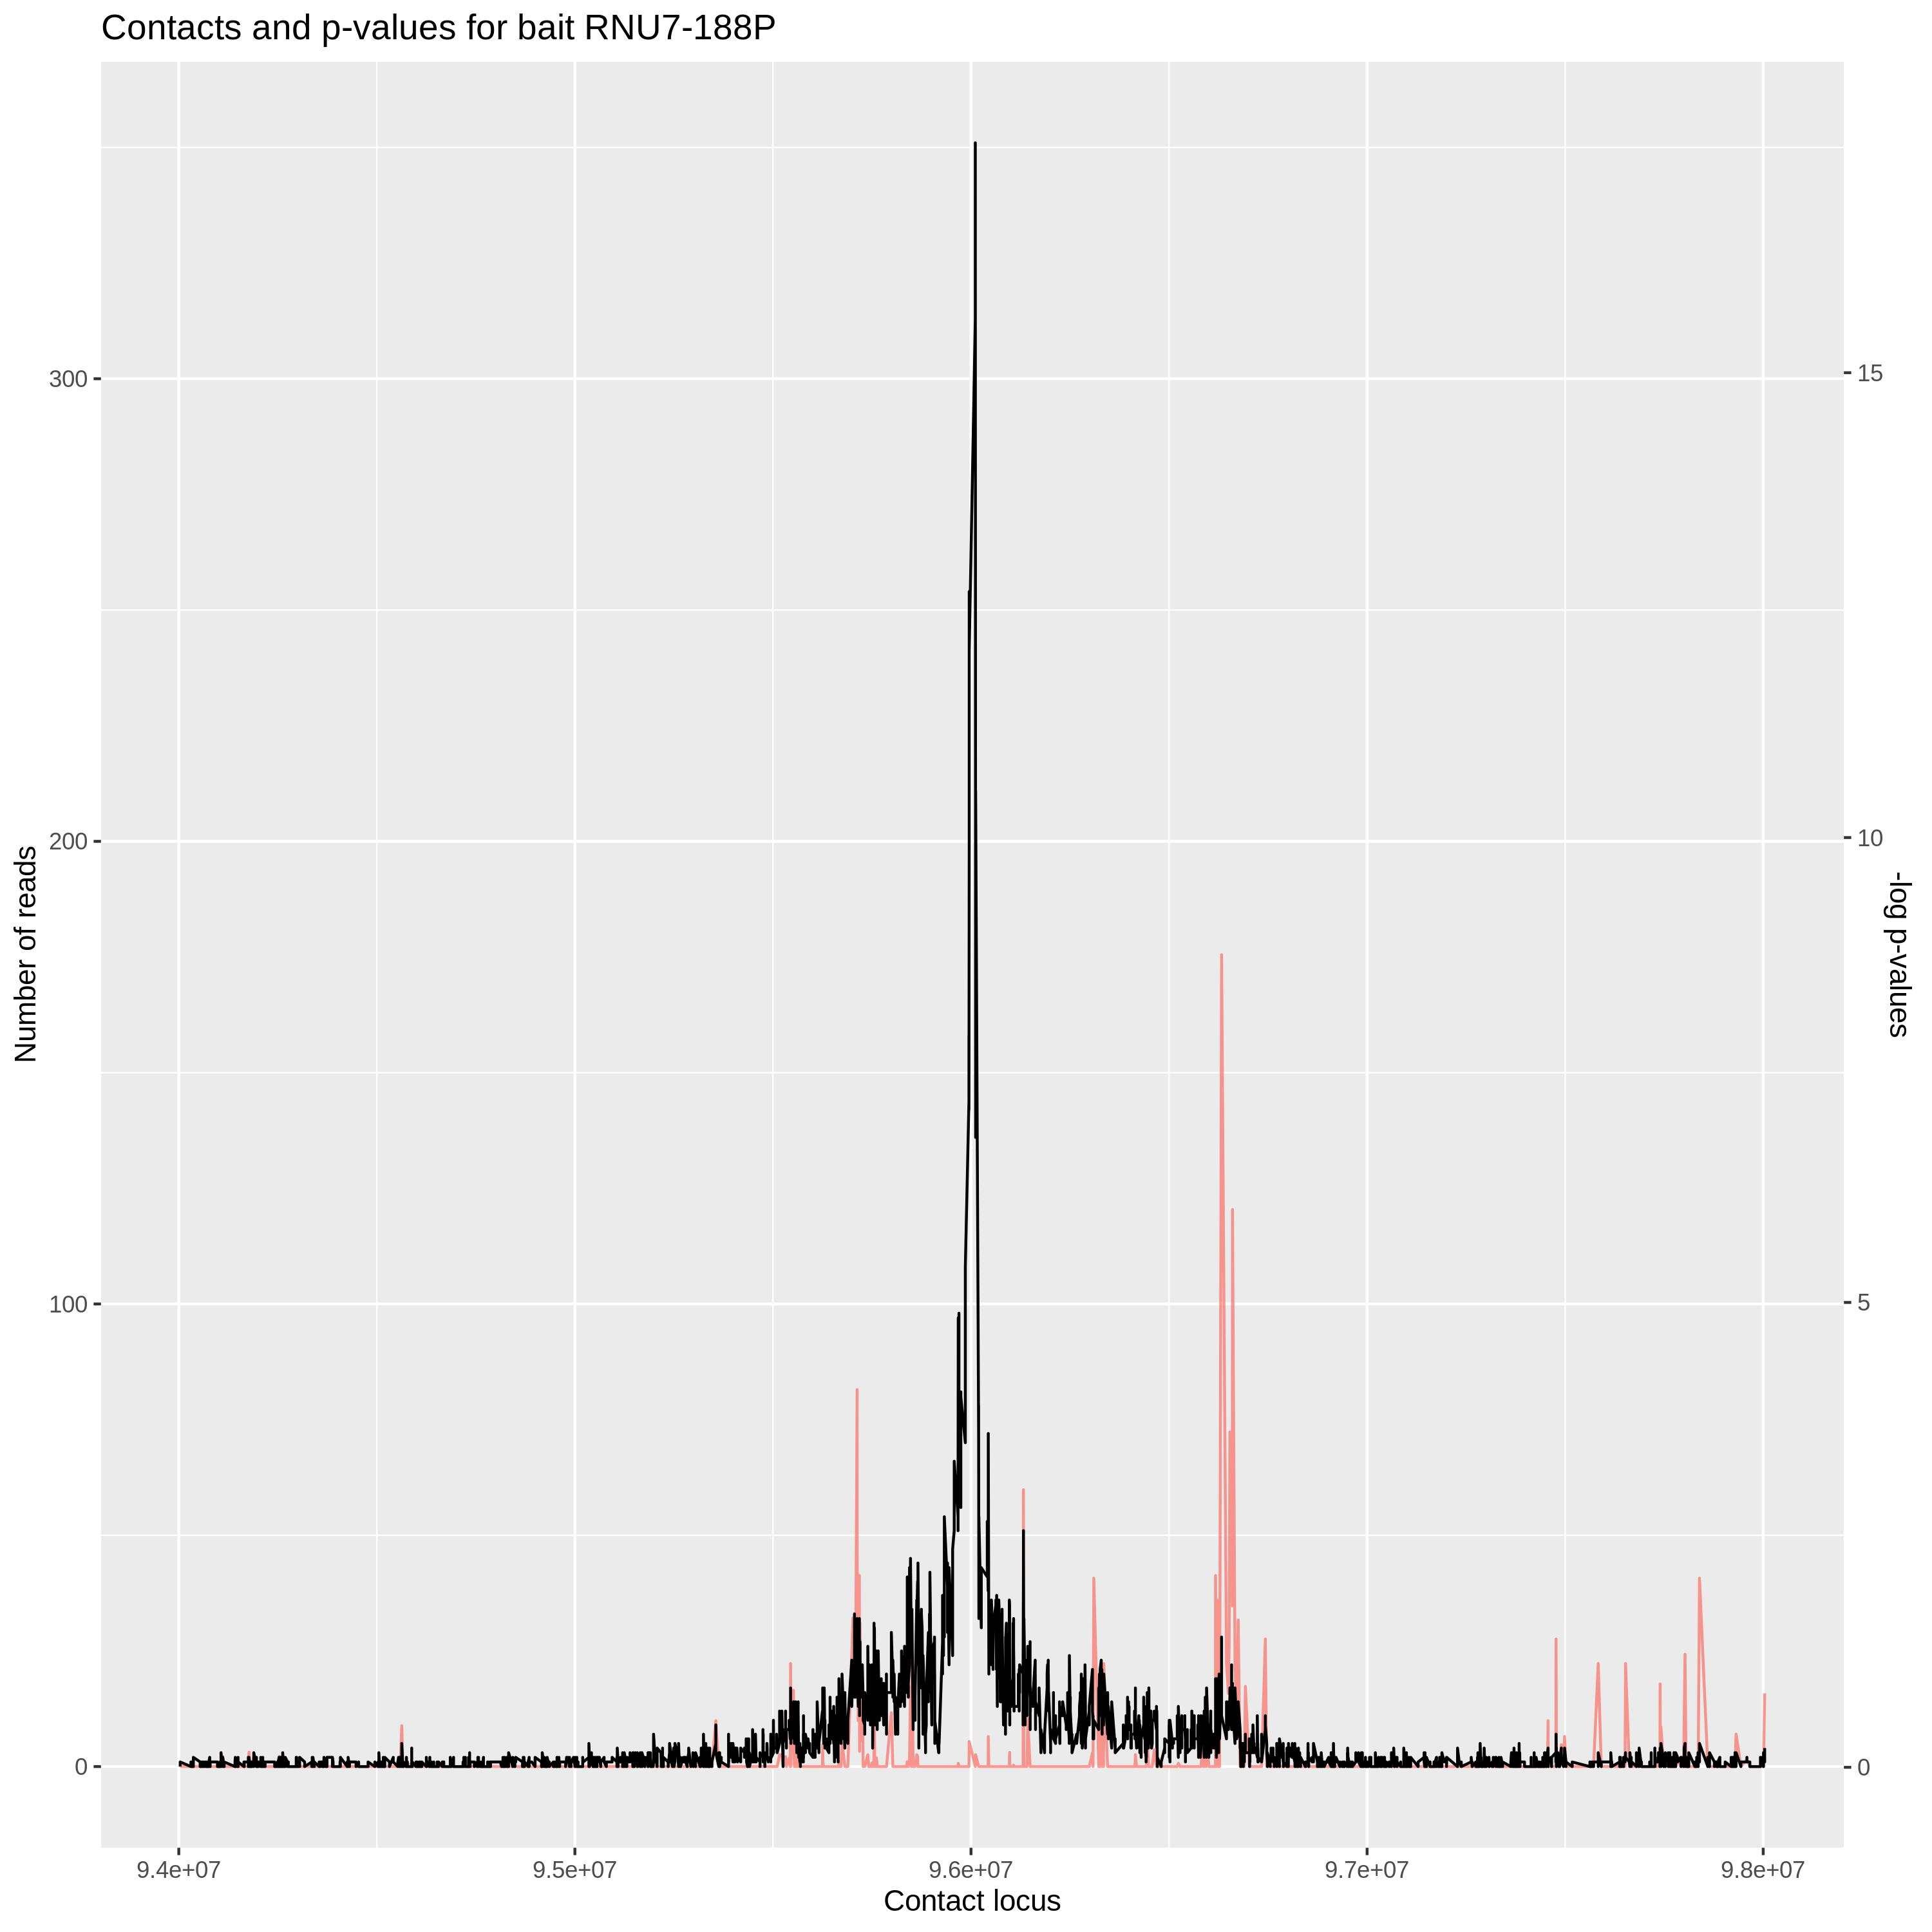 Contacts and p-values for bait RNU7-188P
300
200
100
0
Number of reads
15
10
5
0
-log p-values
9.4e+07
9.5e+07
9.6e+07
9.7e+07
9.8e+07
Contact locus